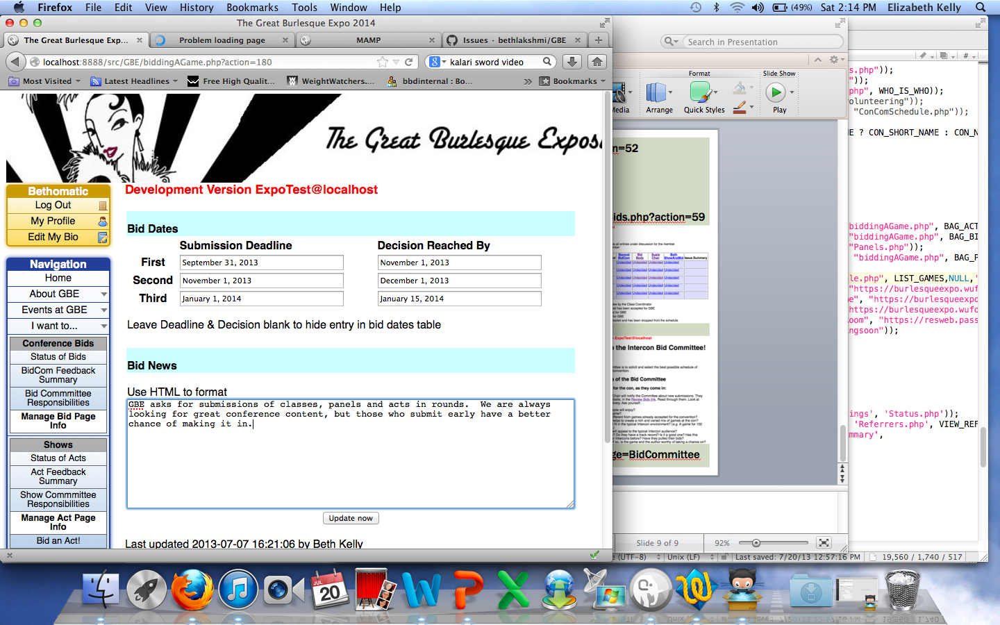 Firefox File Edit View History Bookmarks Tools Window Help (49%) Sat 2:14 PM Elizabeth Kelly
The Great Burlesque Expo 2014
The Great Burlesque Exp... Problem loading page MAMP Issues · bethlakshmi/GBE
localhost:8888/src/GBE/biddingAGame.php?action=180 kalari sword video
Most Visited Latest Headlines Free High Qualit... WeightWatchers.... bbdinternal : Bo... » Bookmarks
The Great Burlesque Expos
Development Version ExpoTest@localhost
Bethomatic
Log Out
My Profile
Edit My Bio
Navigation
Home
About GBE
Events at GBE
I want to...
Conference Bids
Status of Bids
BidCom Feedback
Summary
Bid Commmittee
Responsibilities
Manage Bid Page
Info
Shows
Status of Acts
Act Feedback
Summary
Show Commmittee
Responsibilities
Manage Act Page
Info
Bid an Act!
Bid Dates
Submission Deadline Decision Reached By
First September 31, 2013 November 1, 2013
Second November 1, 2013 December 1, 2013
Third January 1, 2014 January 15, 2014
Leave Deadline & Decision blank to hide entry in bid dates table
Bid News
Use HTML to format
GBE asks for submissions of classes, panels and acts in rounds. We are always
looking for great conference content, but those who submit early have a better
chance of making it in.
Update now
Last updated 2013-07-07 16:21:06 by Beth Kelly
Search in Presentation
Format Slide Show
Media Arrange Quick Styles Play
n=52
ids.php?action=59
ExpoTest@localhost
o the Intercon Bid Committee!
s of the Bid Committee
for the con, as they come in:
ge=BidCommittee
Slide 9 of 9 92%
s.php"));
"));
php", WHO_IS_WHO));
olunteering"));
"ConComSchedule.php"));
ME ? CON_SHORT_NAME : CON_N
biddingAGame.php", BAG_ACT
"biddingAGame.php", BAG_BI
"Panels.php"));
"biddingAGame.php", BAG_P
le.php", LIST_GAMES,NULL,'
"https://burlesqueexpo.wuf
e", "https://burlesqueexpo
https://burlesqueexpo.wufo
oom", "https://resweb.pass
ngsoon"));
ings', 'Status.php'));
'Referrers.php', VIEW_REF
mmary',
(UTF-8) Unix (LF) Last saved: 7/20/13 12:57:16 PM 19,560 / 1,740 / 517
JUL
20